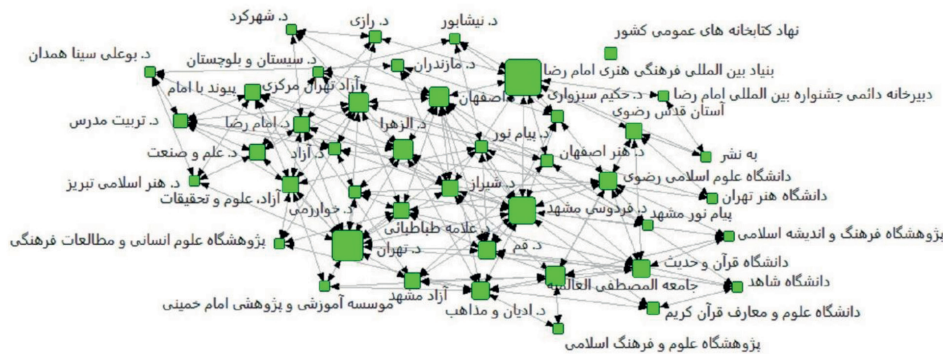 نهاد کتابخانه های عمومی کشور
د. شهرکرد
د. رازی
د. نیشابور
بنیاد بین المللی فرهنگی هنری امام رضا
د. بوعلی سینا همدان
د. سیستان و بلوچستان
د. مازندران
د. حکیم سبزواری
دبیرخانه دائمی جشنواره بین المللی امام رضا
پیوند با امام
آزاد تهران مرکزی
اصفهان
آستان قدس رضوی
د. تربیت مدرس
د. امام رضا
د. الزهرا
د. پیام نور
د. علم و صنعت
د. آزاد
د. هنر اصفهان
به نشر
دانشگاه علوم اسلامی رضوی
د. هنر اسلامی تبریز
آزاد، علوم و تحقیقات
د. شیراز
دانشگاه هنر تهران
د. خوارزمی
د. فردوسی مشهد
پیام نور مشهد
د. علامه طباطبائی
پژوهشگاه علوم انسانی و مطالعات فرهنگی
د. تهران
د. قم
پژوهشگاه فرهنگ و اندیشه اسلامی
دانشگاه قرآن و حدیث
موسسه آموزشی و پژوهشی امام خمینی
آزاد مشهد
جامعه المصطفی العالمیه
دانشگاه شاهد
د. ادیان و مذاهب
دانشگاه علوم و معارف قرآن کریم
پژوهشگاه علوم و فرهنگ اسلامی